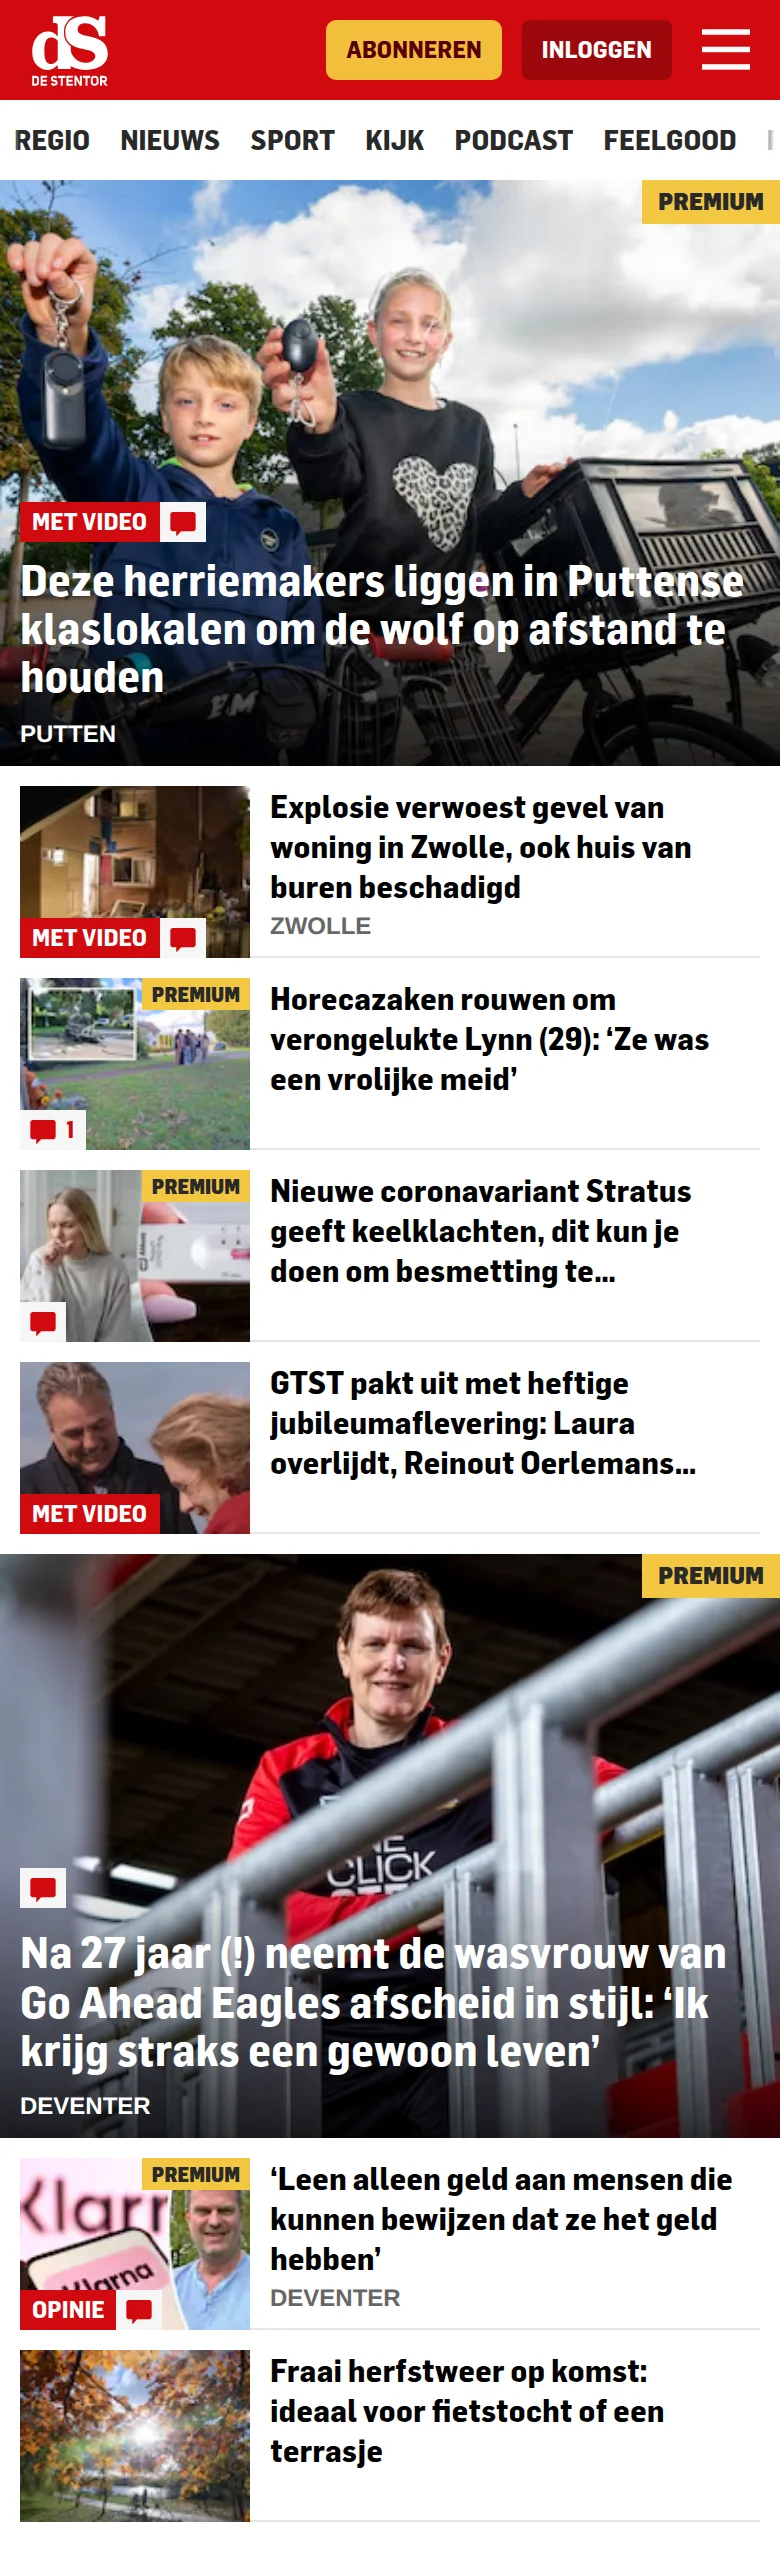 dS
DE STENTOR
ABONNEREN
INLOGGEN
REGIO NIEUWS SPORT KIJK PODCAST FEELGOOD
PREMIUM
MET VIDEO
Deze herriemakers liggen in Puttense
klaslokalen om de wolf op afstand te
houden
PUTTEN
MET VIDEO
Explosie verwoest gevel van
woning in Zwolle, ook huis van
buren beschadigd
ZWOLLE
PREMIUM
1
Horecazaken rouwen om
verongelukte Lynn (29): ‘Ze was
een vrolijke meid’
PREMIUM
Nieuwe coronavariant Stratus
geeft keelklachten, dit kun je
doen om besmetting te...
MET VIDEO
GTST pakt uit met heftige
jubileumaflevering: Laura
overlijdt, Reinout Oerlemans...
PREMIUM
CLICK
Na 27 jaar (!) neemt de wasvrouw van
Go Ahead Eagles afscheid in stijl: ‘Ik
krijg straks een gewoon leven’
DEVENTER
PREMIUM
Klarna
OPINIE
‘Leen alleen geld aan mensen die
kunnen bewijzen dat ze het geld
hebben’
DEVENTER
Fraai herfstweer op komst:
ideaal voor fietstocht of een
terrasje